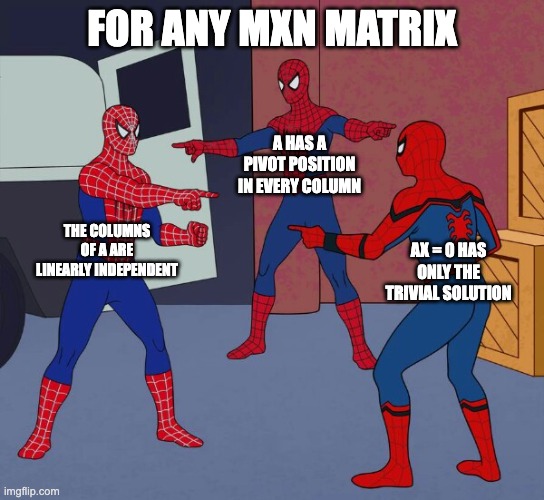 FOR ANY MXN MATRIX
A HAS A
PIVOT POSITION
IN EVERY COLUMN
THE COLUMNS
OF A ARE
LINEARLY INDEPENDENT
AX = 0 HAS
ONLY THE
TRIVIAL SOLUTION
imgflip.com